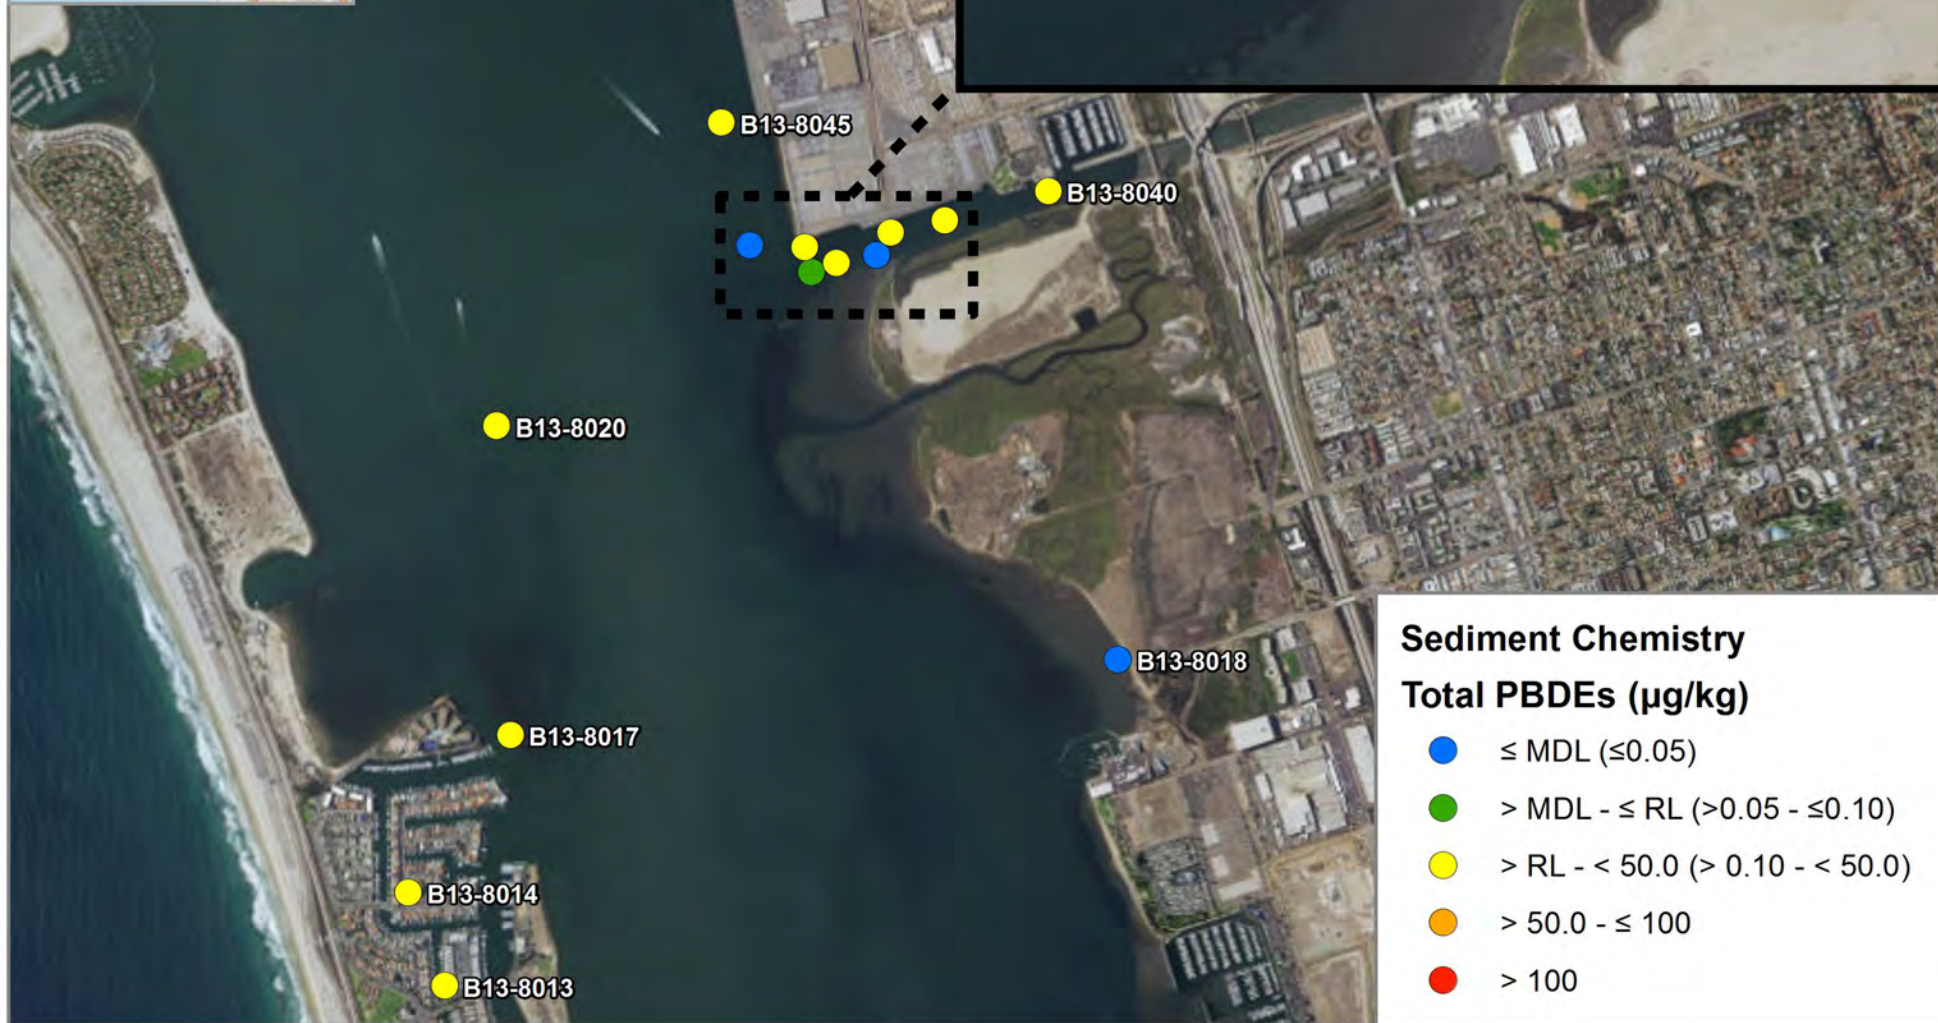 B13-8045
B13-8040
B13-8020
B13-8018
B13-8017
B13-8014
B13-8013
Sediment Chemistry
Total PBDEs (µg/kg)
≤ MDL (≤0.05)
> MDL - ≤ RL (>0.05 - ≤0.10)
> RL - < 50.0 (> 0.10 - < 50.0)
> 50.0 - ≤ 100
> 100